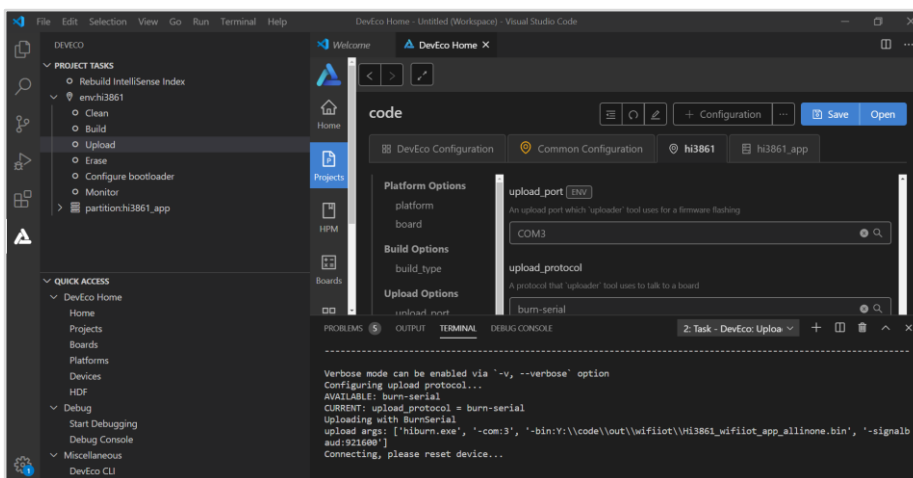 File Edit Selection View Go Run Terminal Help
DevEco Home - Untitled (Workspace) - Visual Studio Code
DEVECO
PROJECT TASKS
Rebuild IntelliSense Index
env:hi3861
Clean
Build
Upload
Erase
Configure bootloader
Monitor
partition:hi3861_app
QUICK ACCESS
DevEco Home
Home
Projects
Boards
Platforms
Devices
HDF
Debug
Start Debugging
Debug Console
Miscellaneous
DevEco CLI
1
Welcome
DevEco Home
Home
Projects
HPM
Boards
code
+ Configuration
Save
Open
DevEco Configuration
Common Configuration
hi3861
hi3861_app
Platform Options
platform
board
Build Options
build_type
Upload Options
upload_port
upload_port ENV
An upload port which 'uploader' tool uses for a firmware flashing
COM3
upload_protocol
A protocol that 'uploader' tool uses to talk to a board
burn-serial
PROBLEMS 5 OUTPUT TERMINAL DEBUG CONSOLE
2: Task - DevEco: Uploa
Verbose mode can be enabled via `-v, --verbose` option
Configuring upload protocol...
AVAILABLE: burn-serial
CURRENT: upload_protocol = burn-serial
Uploading with BurnSerial
upload args: ['hiburn.exe', '-com:3', '-bin:Y:\\code\\out\\wifiiot\\Hi3861_wifiiot_app_allinone.bin', '-signalb
aud:921600']
Connecting, please reset device...